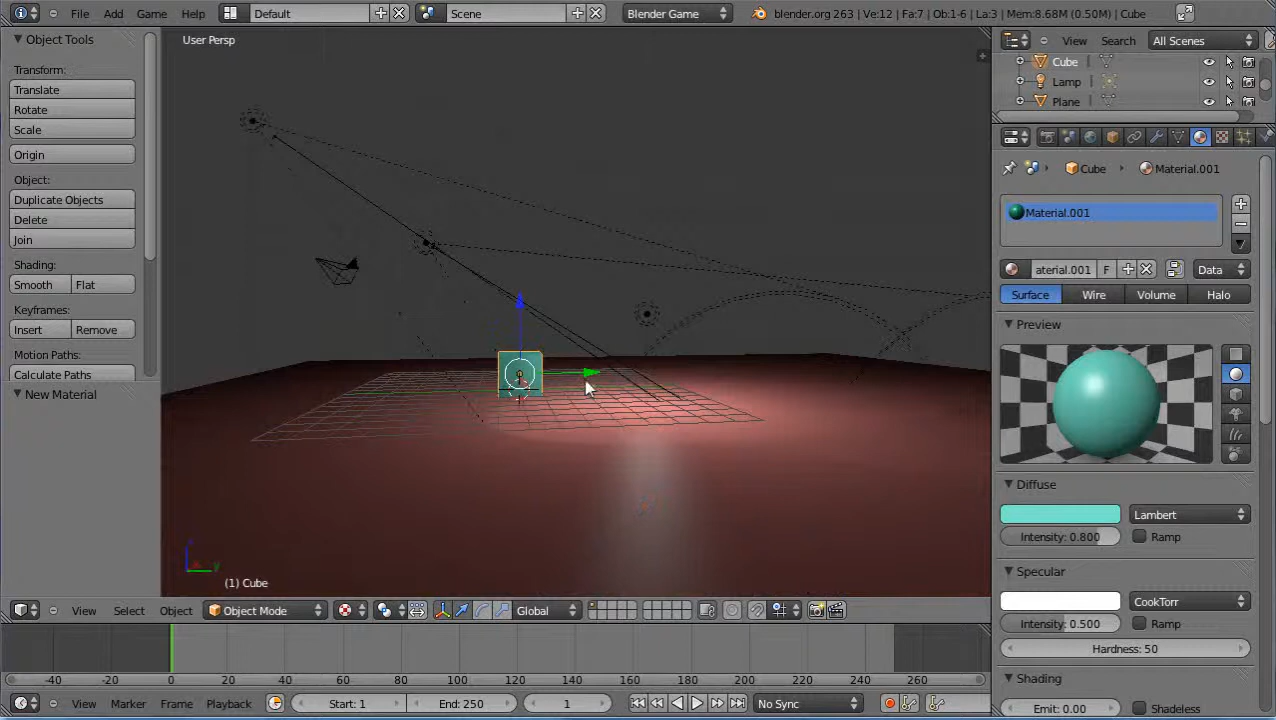 File Add Render Window Help Default Scene Blender Game blender.org 263 | Ve:12 | Fa:7 | Ob:1-6 | La:3 | Mem:8.68M (0.50M) | Cube
Object Tools
Transform:
Translate
Rotate
Scale
Origin
Object:
Duplicate Objects
Delete
Join
Shading:
Smooth Flat
Keyframes:
Insert Remove
Motion Paths:
Calculate Paths
New Material
User Persp
(1) Cube
View Select Object Object Mode Global
-40 -20 0 20 40 60 80 100 120 140 160 180 200 220 240 260
View Marker Frame Playback Start: 1 End: 250 1 No Sync
View Search All Scenes
Cube
Lamp
Plane
Cube Material.001
Material.001
aterial.001 F Data
Surface Wire Volume Halo
Preview
Diffuse
Lambert
Intensity: 0.800 Ramp
Specular
CookTorr
Intensity: 0.500 Ramp
Hardness: 50
Shading
Emit: 0.00 Shadeless